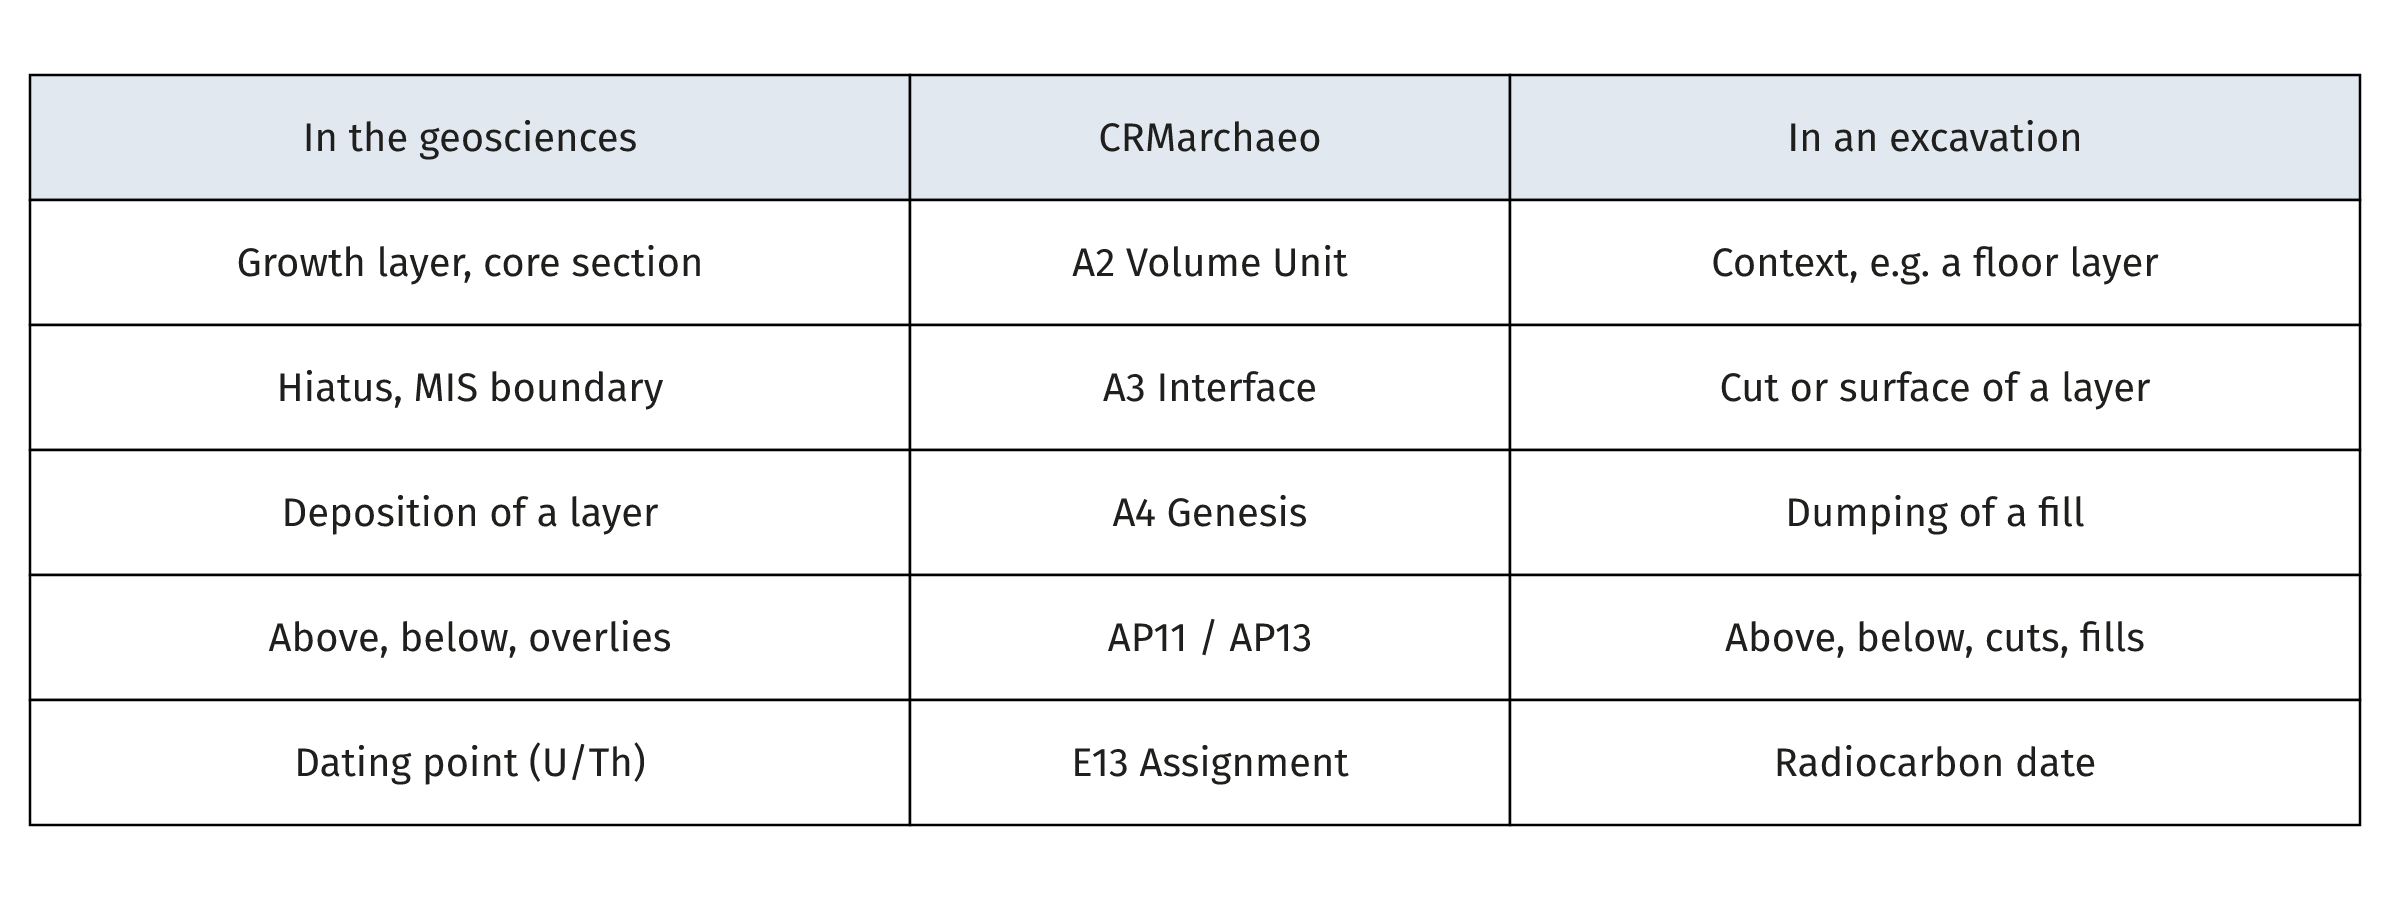 In the geosciences
CRMarchaeo
In an excavation
Growth layer, core section
A2 Volume Unit
Context, e.g. a floor layer
Hiatus, MIS boundary
A3 Interface
Cut or surface of a layer
Deposition of a layer
A4 Genesis
Dumping of a fill
Above, below, overlies
AP11 / AP13
Above, below, cuts, fills
Dating point (U/Th)
E13 Assignment
Radiocarbon date